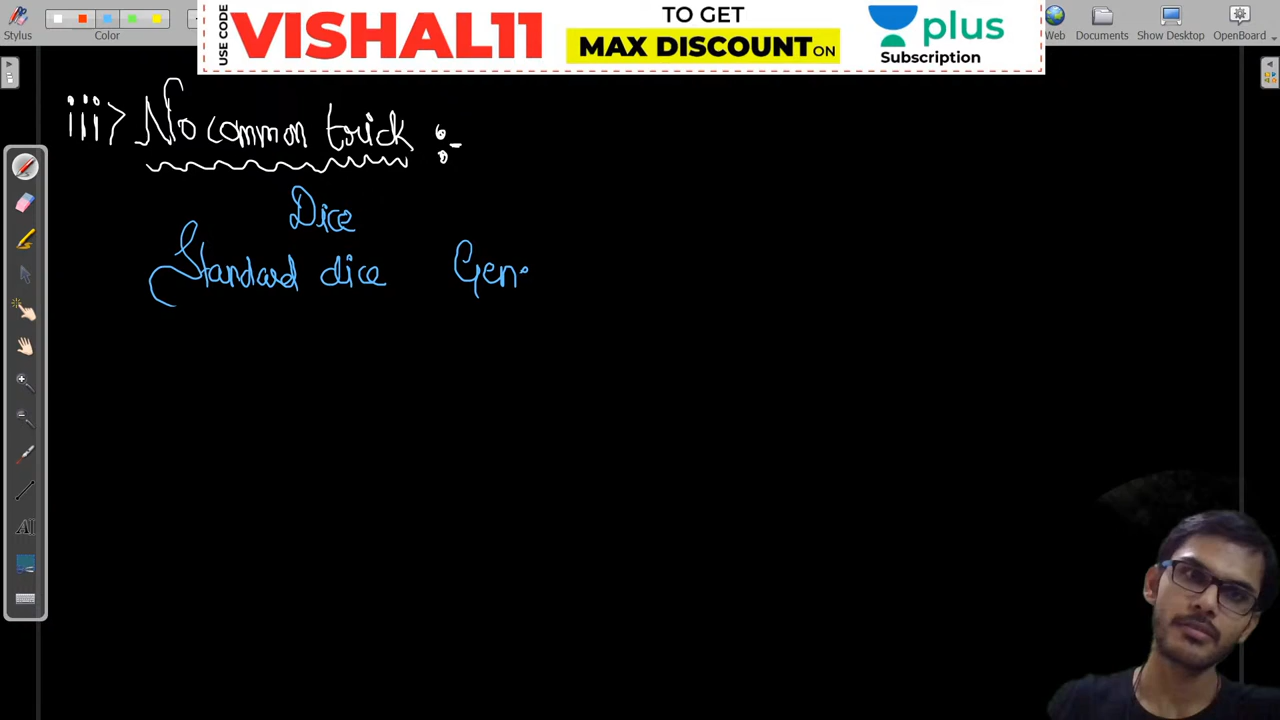 Stylus
Color
USE CODE
VISHAL11
TO GET
MAX DISCOUNT ON
plus
Subscription
Web
Documents
Show Desktop
OpenBoard
iii> No common trick :-
Dice
Standard dice Gen